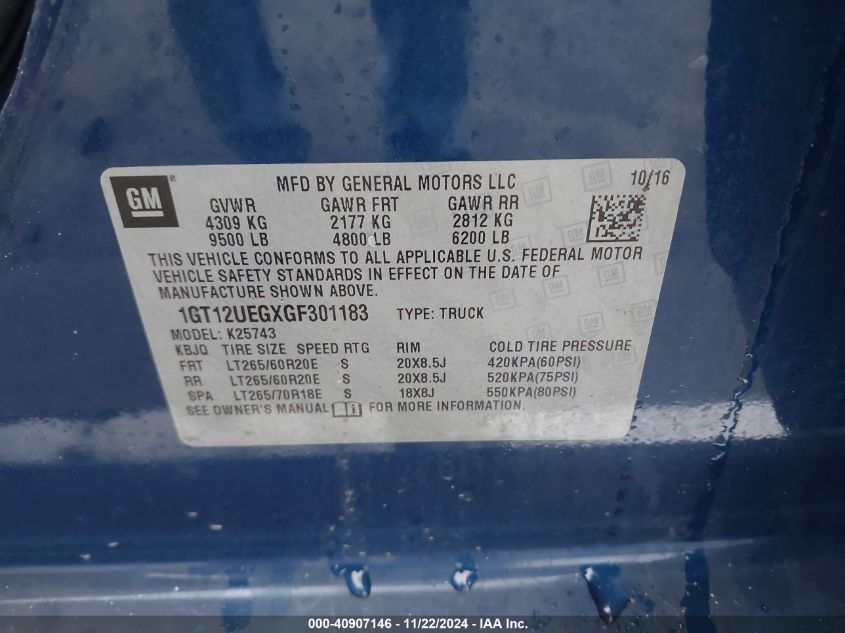 GM
MFD BY GENERAL MOTORS LLC 10/16
GVWR GAWR FRT GAWR RR
4309 KG 2177 KG 2812 KG
9500 LB 4800 LB 6200 LB
THIS VEHICLE CONFORMS TO ALL APPLICABLE U.S. FEDERAL MOTOR
VEHICLE SAFETY STANDARDS IN EFFECT ON THE DATE OF
MANUFACTURE SHOWN ABOVE.
1GT12UEGXGF301183 TYPE: TRUCK
MODEL: K25743
KBJQ TIRE SIZE SPEED RTG RIM COLD TIRE PRESSURE
FRT LT265/60R20E S 20X8.5J 420KPA(60PSI)
RR LT265/60R20E S 20X8.5J 520KPA(75PSI)
SPA LT265/70R18E S 18X8J 550KPA(80PSI)
SEE OWNER'S MANUAL FOR MORE INFORMATION.
000-40907146 - 11/22/2024 - IAA Inc.